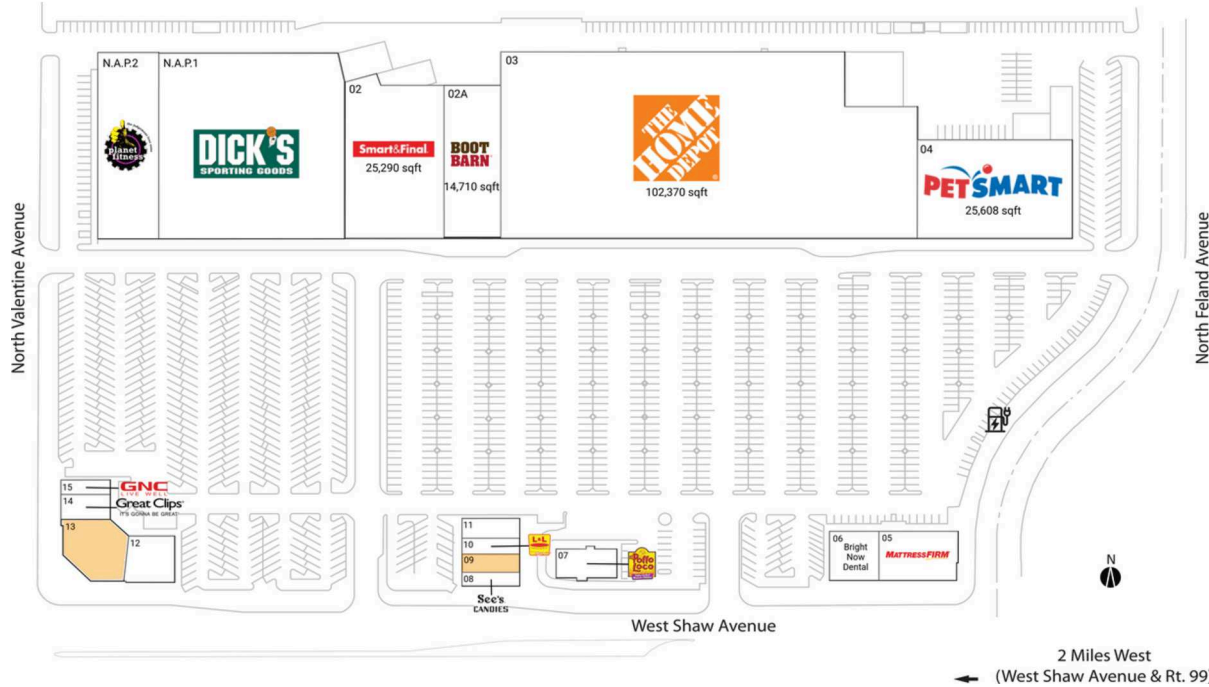 N.A.P.2
planet
fitness
N.A.P.1
DICK'S
SPORTING GOODS
02
Smart&Final.
25,290 sqft
02A
BOOT
BARN
14,710 sqft
03
THE
HOME
DEPOT
102,370 sqft
04
PETSMART
25,608 sqft
North Valentine Avenue
North Feland Avenue
15
GNC
LIVE WELL
14
Great Clips
IT'S GONNA BE GREAT
13
12
11
10
L&L
09
08
See's
CANDIES
07
Pollo
Loco
06
Bright
Now
Dental
05
MATTRESSFIRM
N
West Shaw Avenue
2 Miles West
(West Shaw Avenue & Rt. 99)